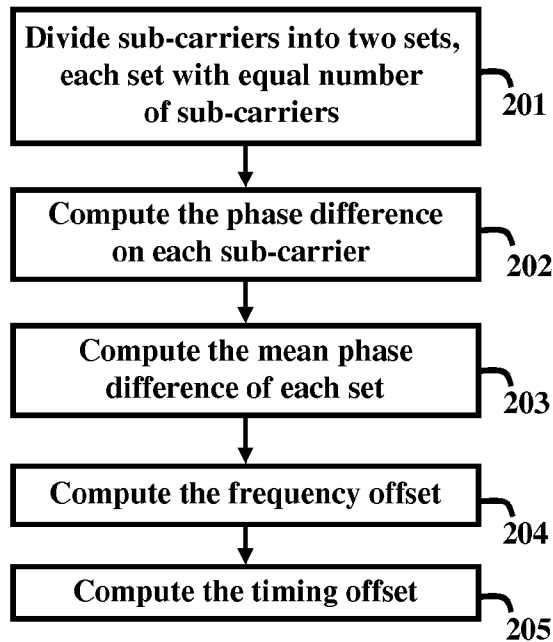 Divide sub-carriers into two sets,
each set with equal number
of sub-carriers
201
Compute the phase difference
on each sub-carrier
202
Compute the mean phase
difference of each set
203
Compute the frequency offset
204
Compute the timing offset
205